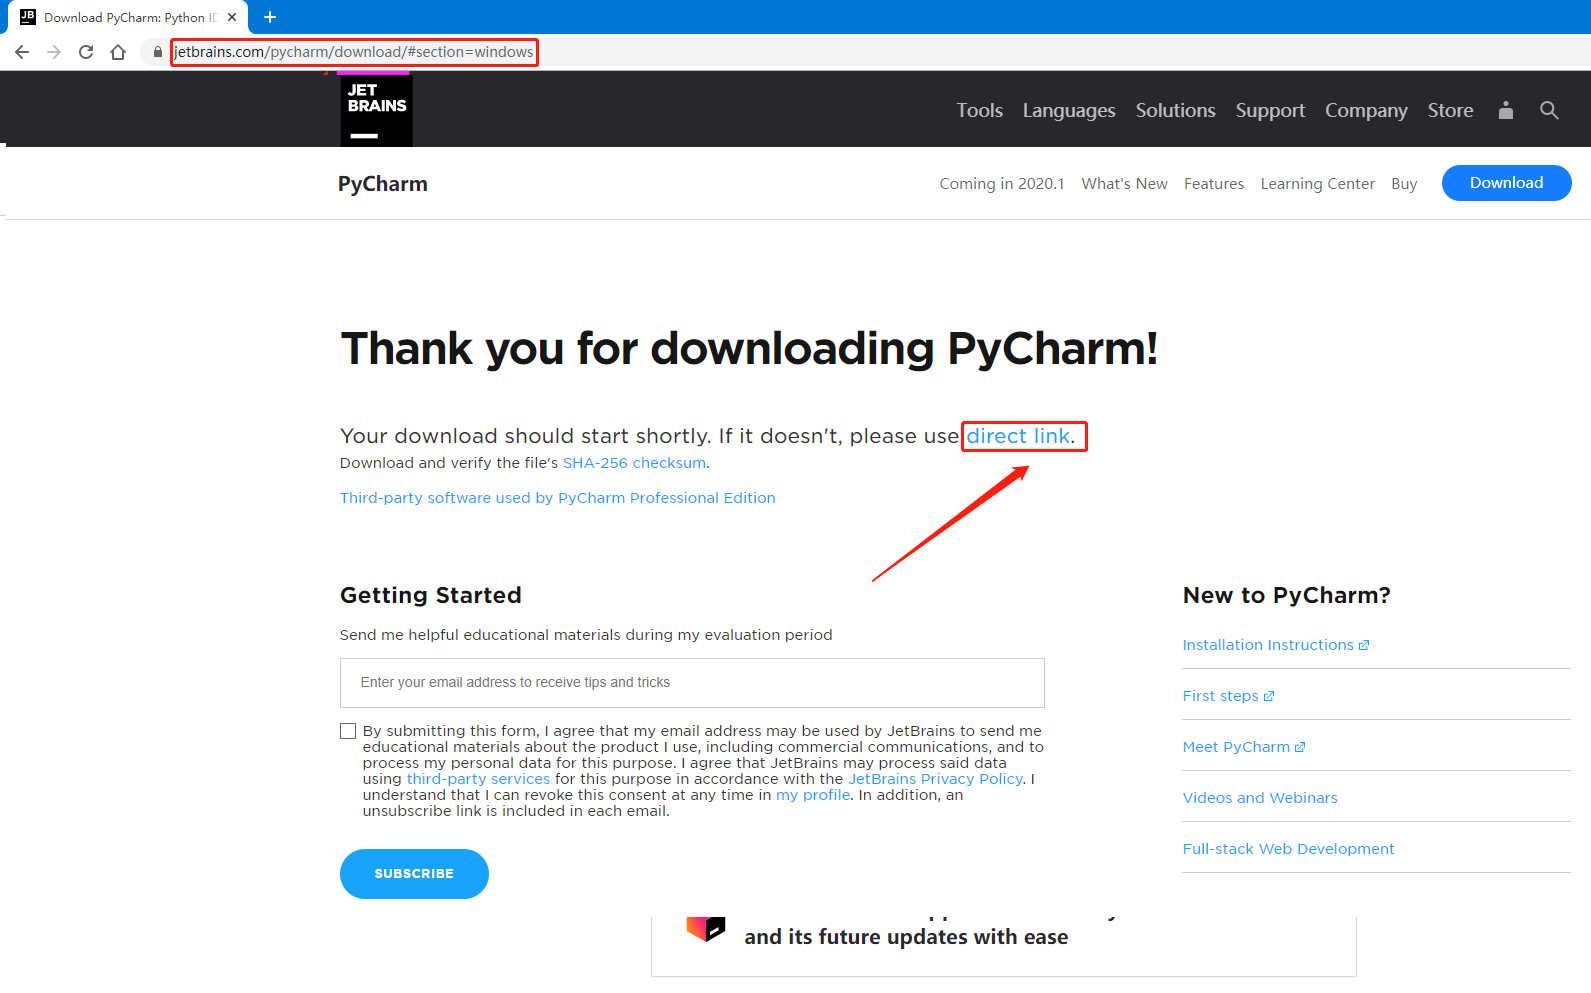 JB Download PyCharm: Python ID
jetbrains.com/pycharm/download/#section=windows
JET
BRAINS
Tools Languages Solutions Support Company Store
PyCharm
Coming in 2020.1 What's New Features Learning Center Buy Download
Thank you for downloading PyCharm!
Your download should start shortly. If it doesn't, please use direct link.
Download and verify the file's SHA-256 checksum.
Third-party software used by PyCharm Professional Edition
Getting Started
Send me helpful educational materials during my evaluation period
Enter your email address to receive tips and tricks
By submitting this form, I agree that my email address may be used by JetBrains to send me
educational materials about the product I use, including commercial communications, and to
process my personal data for this purpose. I agree that JetBrains may process said data
using third-party services for this purpose in accordance with the JetBrains Privacy Policy. I
understand that I can revoke this consent at any time in my profile. In addition, an
unsubscribe link is included in each email.
SUBSCRIBE
New to PyCharm?
Installation Instructions
First steps
Meet PyCharm
Videos and Webinars
Full-stack Web Development
and its future updates with ease